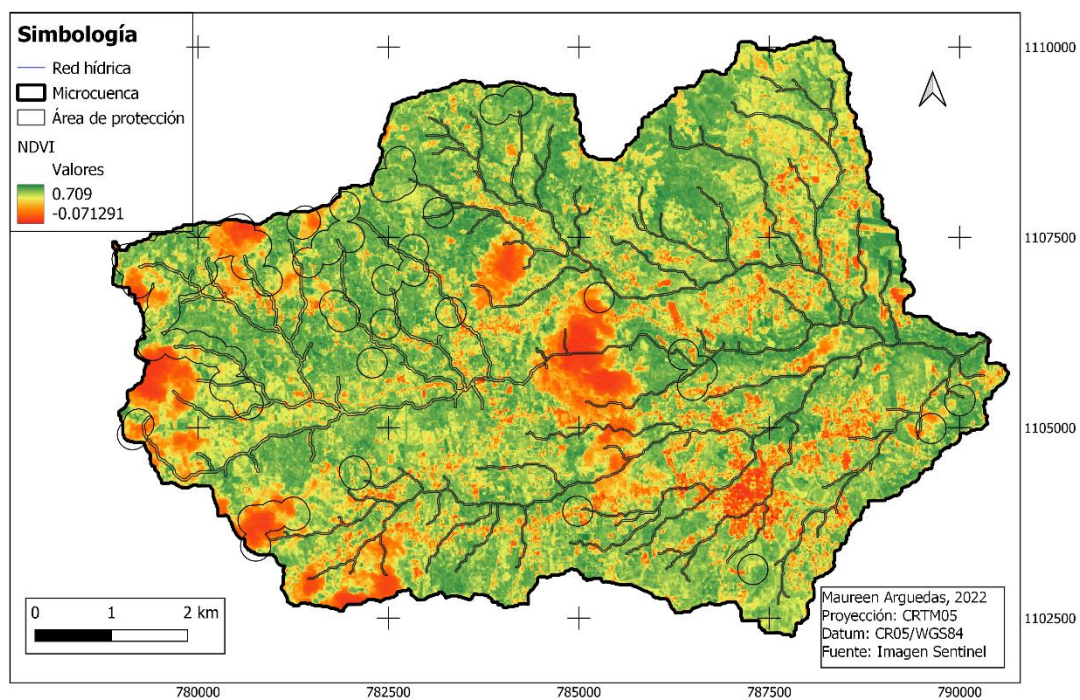 Simbología
Red hídrica
Microcuenca
Área de protección
NDVI
Valores
0.709
-0.071291
1110000
1107500
1105000
1102500
0 1 2 km
Maureen Arguedas, 2022
Proyección: CRTM05
Datum: CR05/WGS84
Fuente: Imagen Sentinel
780000 782500 785000 787500 790000